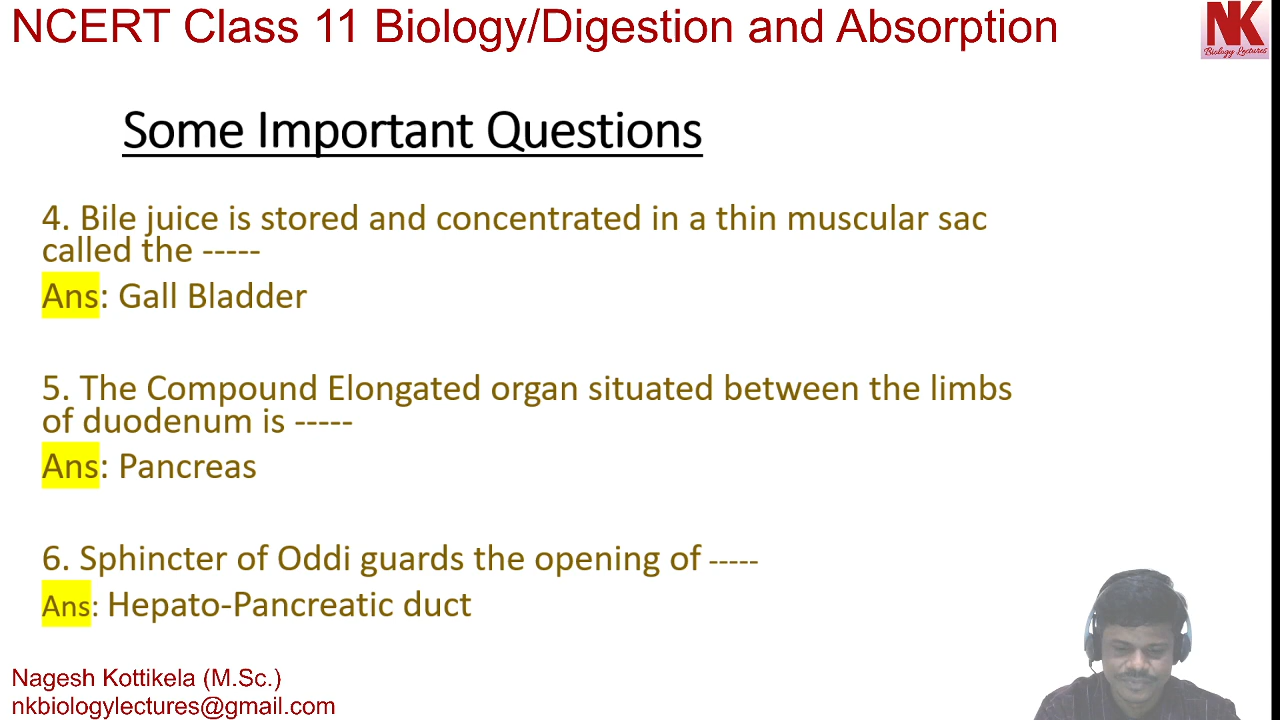 NCERT Class 11 Biology/Digestion and Absorption
NK
Biology Lectures
Some Important Questions
4. Bile juice is stored and concentrated in a thin muscular sac
called the -----
Ans: Gall Bladder
5. The Compound Elongated organ situated between the limbs
of duodenum is -----
Ans: Pancreas
6. Sphincter of Oddi guards the opening of -----
Ans: Hepato-Pancreatic duct
Nagesh Kottikela (M.Sc.)
nkbiologylectures@gmail.com